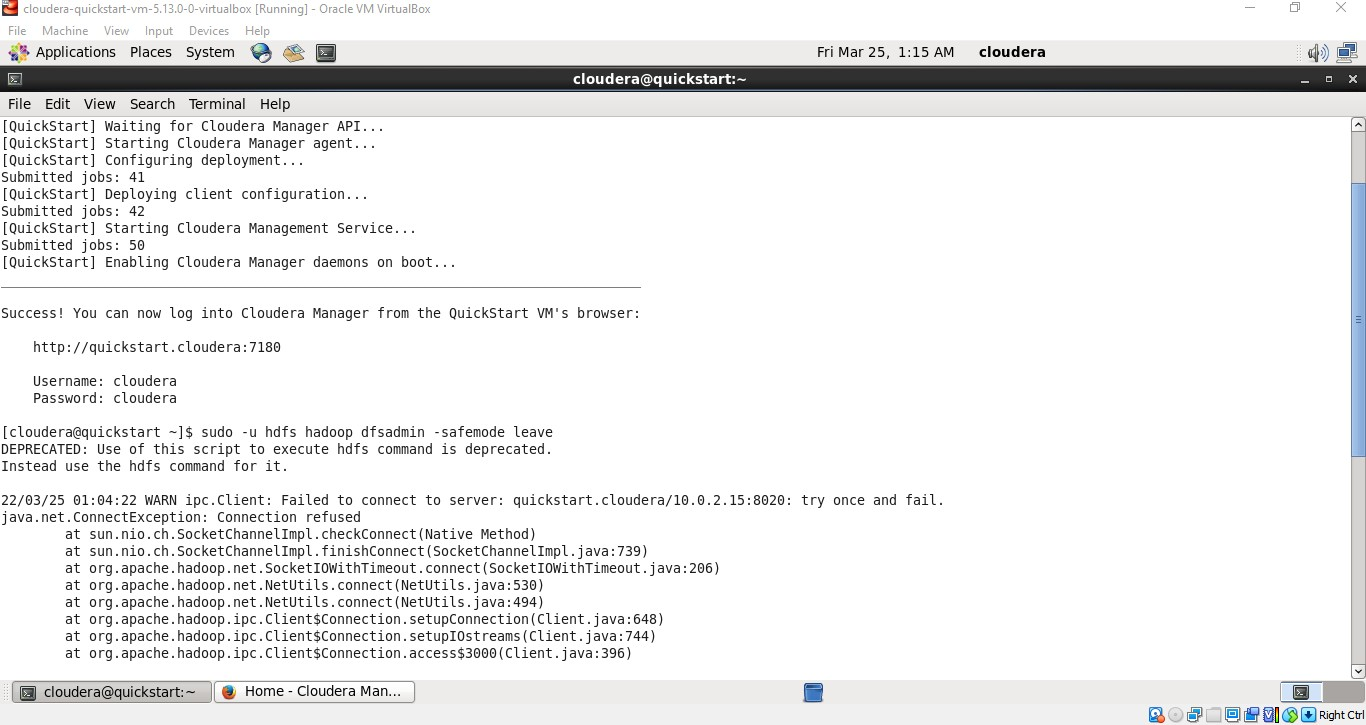 cloudera-quickstart-vm-5.13.0-0-virtualbox [Running] - Oracle VM VirtualBox
File Machine View Input Devices Help
Applications Places System Fri Mar 25, 1:15 AM cloudera
cloudera@quickstart:~
File Edit View Search Terminal Help
[QuickStart] Waiting for Cloudera Manager API...
[QuickStart] Starting Cloudera Manager agent...
[QuickStart] Configuring deployment...
Submitted jobs: 41
[QuickStart] Deploying client configuration...
Submitted jobs: 42
[QuickStart] Starting Cloudera Management Service...
Submitted jobs: 50
[QuickStart] Enabling Cloudera Manager daemons on boot...
________________________________________________________________________________
Success! You can now log into Cloudera Manager from the QuickStart VM's browser:
http://quickstart.cloudera:7180
Username: cloudera
Password: cloudera
[cloudera@quickstart ~]$ sudo -u hdfs hadoop dfsadmin -safemode leave
DEPRECATED: Use of this script to execute hdfs command is deprecated.
Instead use the hdfs command for it.
22/03/25 01:04:22 WARN ipc.Client: Failed to connect to server: quickstart.cloudera/10.0.2.15:8020: try once and fail.
java.net.ConnectException: Connection refused
at sun.nio.ch.SocketChannelImpl.checkConnect(Native Method)
at sun.nio.ch.SocketChannelImpl.finishConnect(SocketChannelImpl.java:739)
at org.apache.hadoop.net.SocketIOWithTimeout.connect(SocketIOWithTimeout.java:206)
at org.apache.hadoop.net.NetUtils.connect(NetUtils.java:530)
at org.apache.hadoop.net.NetUtils.connect(NetUtils.java:494)
at org.apache.hadoop.ipc.Client$Connection.setupConnection(Client.java:648)
at org.apache.hadoop.ipc.Client$Connection.setupIOstreams(Client.java:744)
at org.apache.hadoop.ipc.Client$Connection.access$3000(Client.java:396)
cloudera@quickstart:~ Home - Cloudera Man...
Right Ctrl